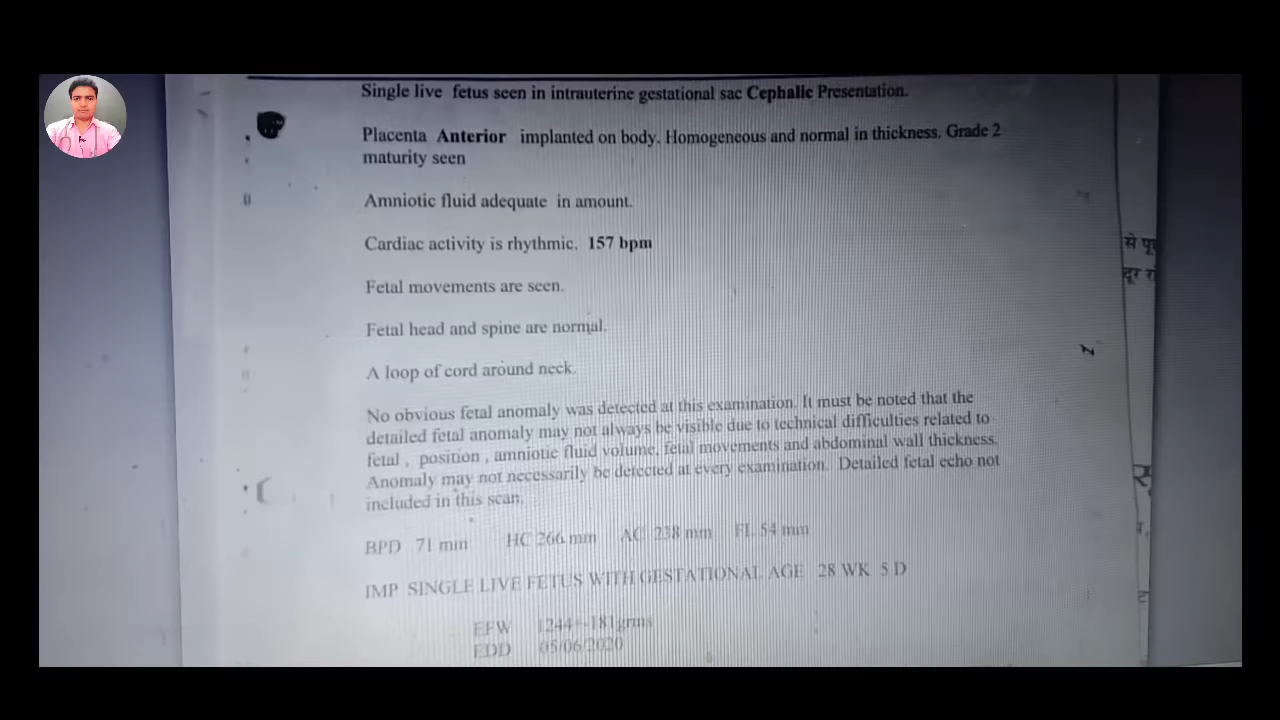 Single live fetus seen in intrauterine gestational sac Cephalic Presentation.
Placenta Anterior implanted on body. Homogeneous and normal in thickness. Grade 2
maturity seen
Amniotic fluid adequate in amount.
Cardiac activity is rhythmic. 157 bpm
Fetal movements are seen.
Fetal head and spine are normal.
A loop of cord around neck.
No obvious fetal anomaly was detected at this examination. It must be noted that the
detailed fetal anomaly may not always be visible due to technical difficulties related to
fetal , position , amniotic fluid volume, fetal movements and abdominal wall thickness.
Anomaly may not necessarily be detected at every examination. Detailed fetal echo not
included in this scan.
BPD 71 mm HC 266 mm AC 238 mm FL 54 mm
IMP SINGLE LIVE FETUS WITH GESTATIONAL AGE 28 WK 5 D
EFW 1244+-181grms
EDD 05/06/2020
से
दूर